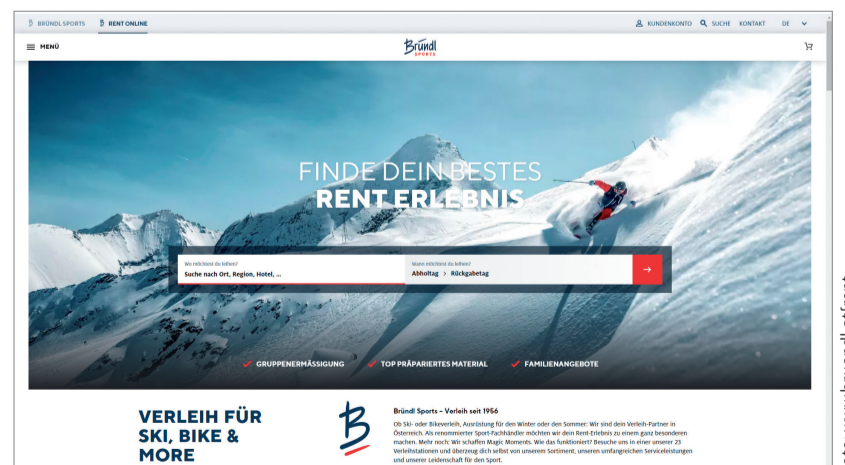 BRÜNDL SPORTS RENT ONLINE KUNDENKONTO SUCHE KONTAKT DE
MENÜ Bründl SPORTS
FINDE DEIN BESTES
RENT ERLEBNIS
Wo möchtest du leihen? Wann möchtest du leihen?
Suche nach Ort, Region, Hotel, ... Abholtag > Rückgabetag
GRUPPENERMÄSSIGUNG TOP PRÄPARIERTES MATERIAL FAMILIENANGEBOTE
VERLEIH FÜR
SKI, BIKE &
MORE
Bründl Sports – Verleih seit 1956
Ob Ski- oder Bikeverleih, Ausrüstung für den Winter oder den Sommer: Wir sind dein Verleih-Partner in
Österreich. Als renommierter Sport-Fachhändler möchten wir dein Rent-Erlebnis zu einem ganz besonderen
machen. Mehr noch: Wir schaffen Magic Moments. Wie das funktioniert? Besuche uns in einer unserer 23
Verleihstationen und überzeug dich selbst von unserem Sortiment, unseren umfangreichen Serviceleistungen
und unserer Leidenschaft für den Sport.